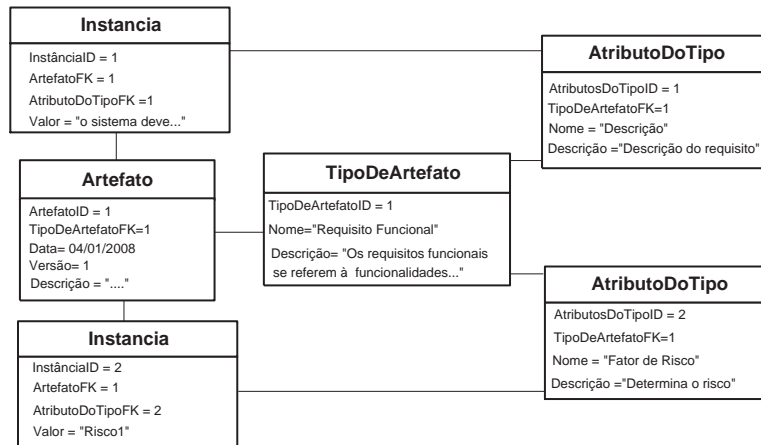 Instancia
InstânciaID = 1
ArtefatoFK = 1
AtributoDoTipoFK =1
Valor = "o sistema deve..."
AtributoDoTipo
AtributosDoTipoID = 1
TipoDeArtefatoFK=1
Nome = "Descrição"
Descrição ="Descrição do requisito"
Artefato
ArtefatoID = 1
TipoDeArtefatoFK=1
Data= 04/01/2008
Versão= 1
Descrição = "...."
TipoDeArtefato
TipoDeArtefatoID = 1
Nome="Requisito Funcional"
Descrição= "Os requisitos funcionais
se referem à funcionalidades..."
AtributoDoTipo
AtributosDoTipoID = 2
TipoDeArtefatoFK=1
Nome = "Fator de Risco"
Descrição ="Determina o risco"
Instancia
InstânciaID = 2
ArtefatoFK = 1
AtributoDoTipoFK = 2
Valor = "Risco1"